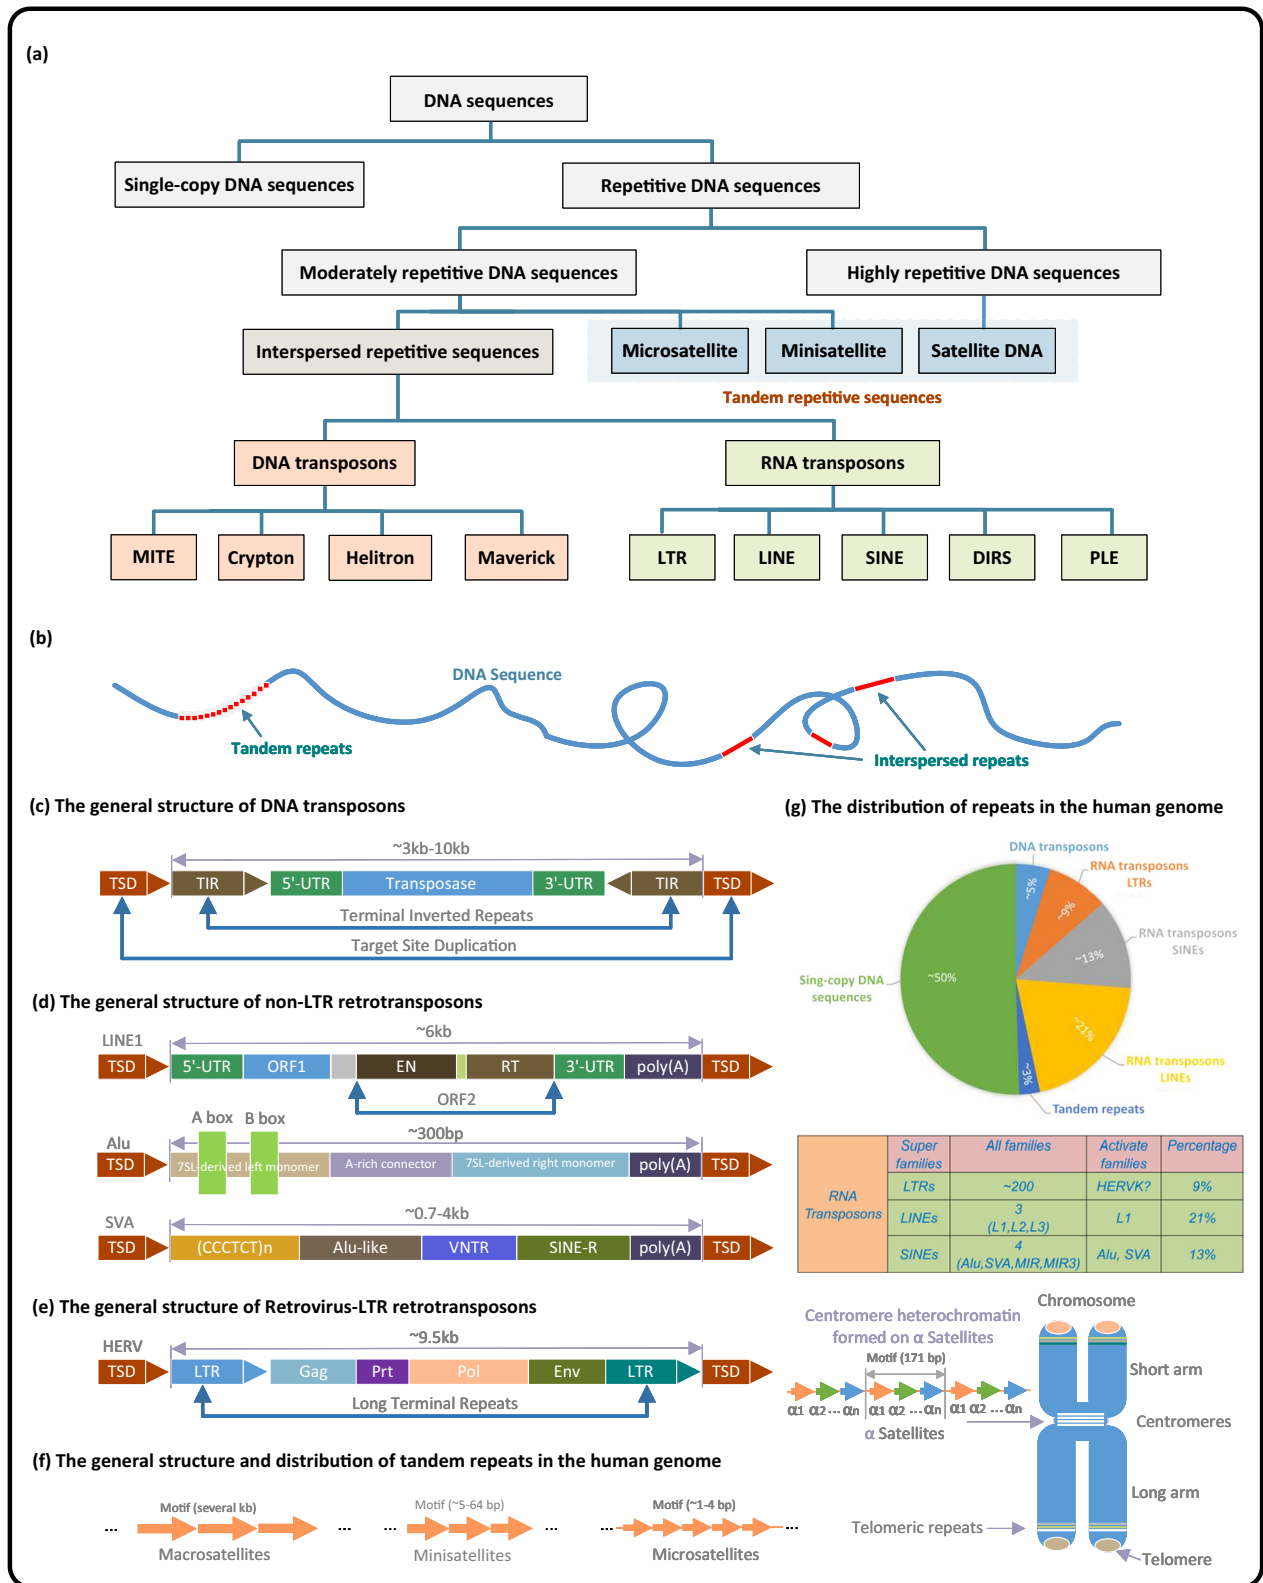 (a)
DNA sequences
Single-copy DNA sequences
Repetitive DNA sequences
Moderately repetitive DNA sequences
Highly repetitive DNA sequences
Interspersed repetitive sequences
Microsatellite
Minisatellite
Satellite DNA
Tandem repetitive sequences
DNA transposons
RNA transposons
MITE
Crypton
Helitron
Maverick
LTR
LINE
SINE
DIRS
PLE
(b)
DNA Sequence
Tandem repeats
Interspersed repeats
(c) The general structure of DNA transposons
~3kb-10kb
TSD
TIR
5'-UTR
Transposase
3'-UTR
TIR
TSD
Terminal Inverted Repeats
Target Site Duplication
(d) The general structure of non-LTR retrotransposons
LINE1
~6kb
TSD
5'-UTR
ORF1
EN
RT
3'-UTR
poly(A)
TSD
ORF2
A box
B box
Alu
~300bp
TSD
7SL-derived left monomer
A-rich connector
7SL-derived right monomer
poly(A)
TSD
SVA
~0.7-4kb
TSD
(CCCTCT)n
Alu-like
VNTR
SINE-R
poly(A)
TSD
(e) The general structure of Retrovirus-LTR retrotransposons
HERV
~9.5kb
TSD
LTR
Gag
Prt
Pol
Env
LTR
TSD
Long Terminal Repeats
(f) The general structure and distribution of tandem repeats in the human genome
Motif (several kb)
Motif (~5-64 bp)
Motif (~1-4 bp)
...
...
...
...
...
...
Macrosatellites
Minisatellites
Microsatellites
(g) The distribution of repeats in the human genome
DNA transposons
~5%
RNA transposons
LTRs
~9%
RNA transposons
SINEs
~13%
Sing-copy DNA
sequences
~50%
~21%
RNA transposons
LINEs
~3%
Tandem repeats
RNA
Transposons
Super
families
All families
Activate
families
Percentage
LTRs
~200
HERVK?
9%
LINEs
3
(L1,L2,L3)
L1
21%
SINEs
4
(Alu,SVA,MIR,MIR3)
Alu, SVA
13%
Centromere heterochromatin
formed on α Satellites
Motif (171 bp)
α1 α2 ... αn α1 α2 ... αn α1 α2 ... αn
α Satellites
Chromosome
Short arm
Centromeres
Long arm
Telomeric repeats
Telomere